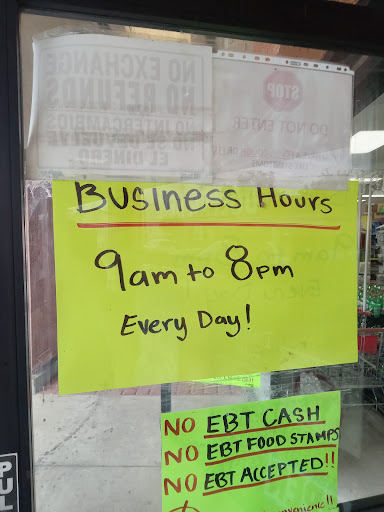 NO EXCHANGE
NO REFUNDS
NO INTERCAMBIOS
EL DINERO
STOP
DO NOT ENTER
Business Hours
9am to 8pm
Every Day!
NO EBT CASH
NO EBT FOOD STAMPS
NO EBT ACCEPTED!!
PUL